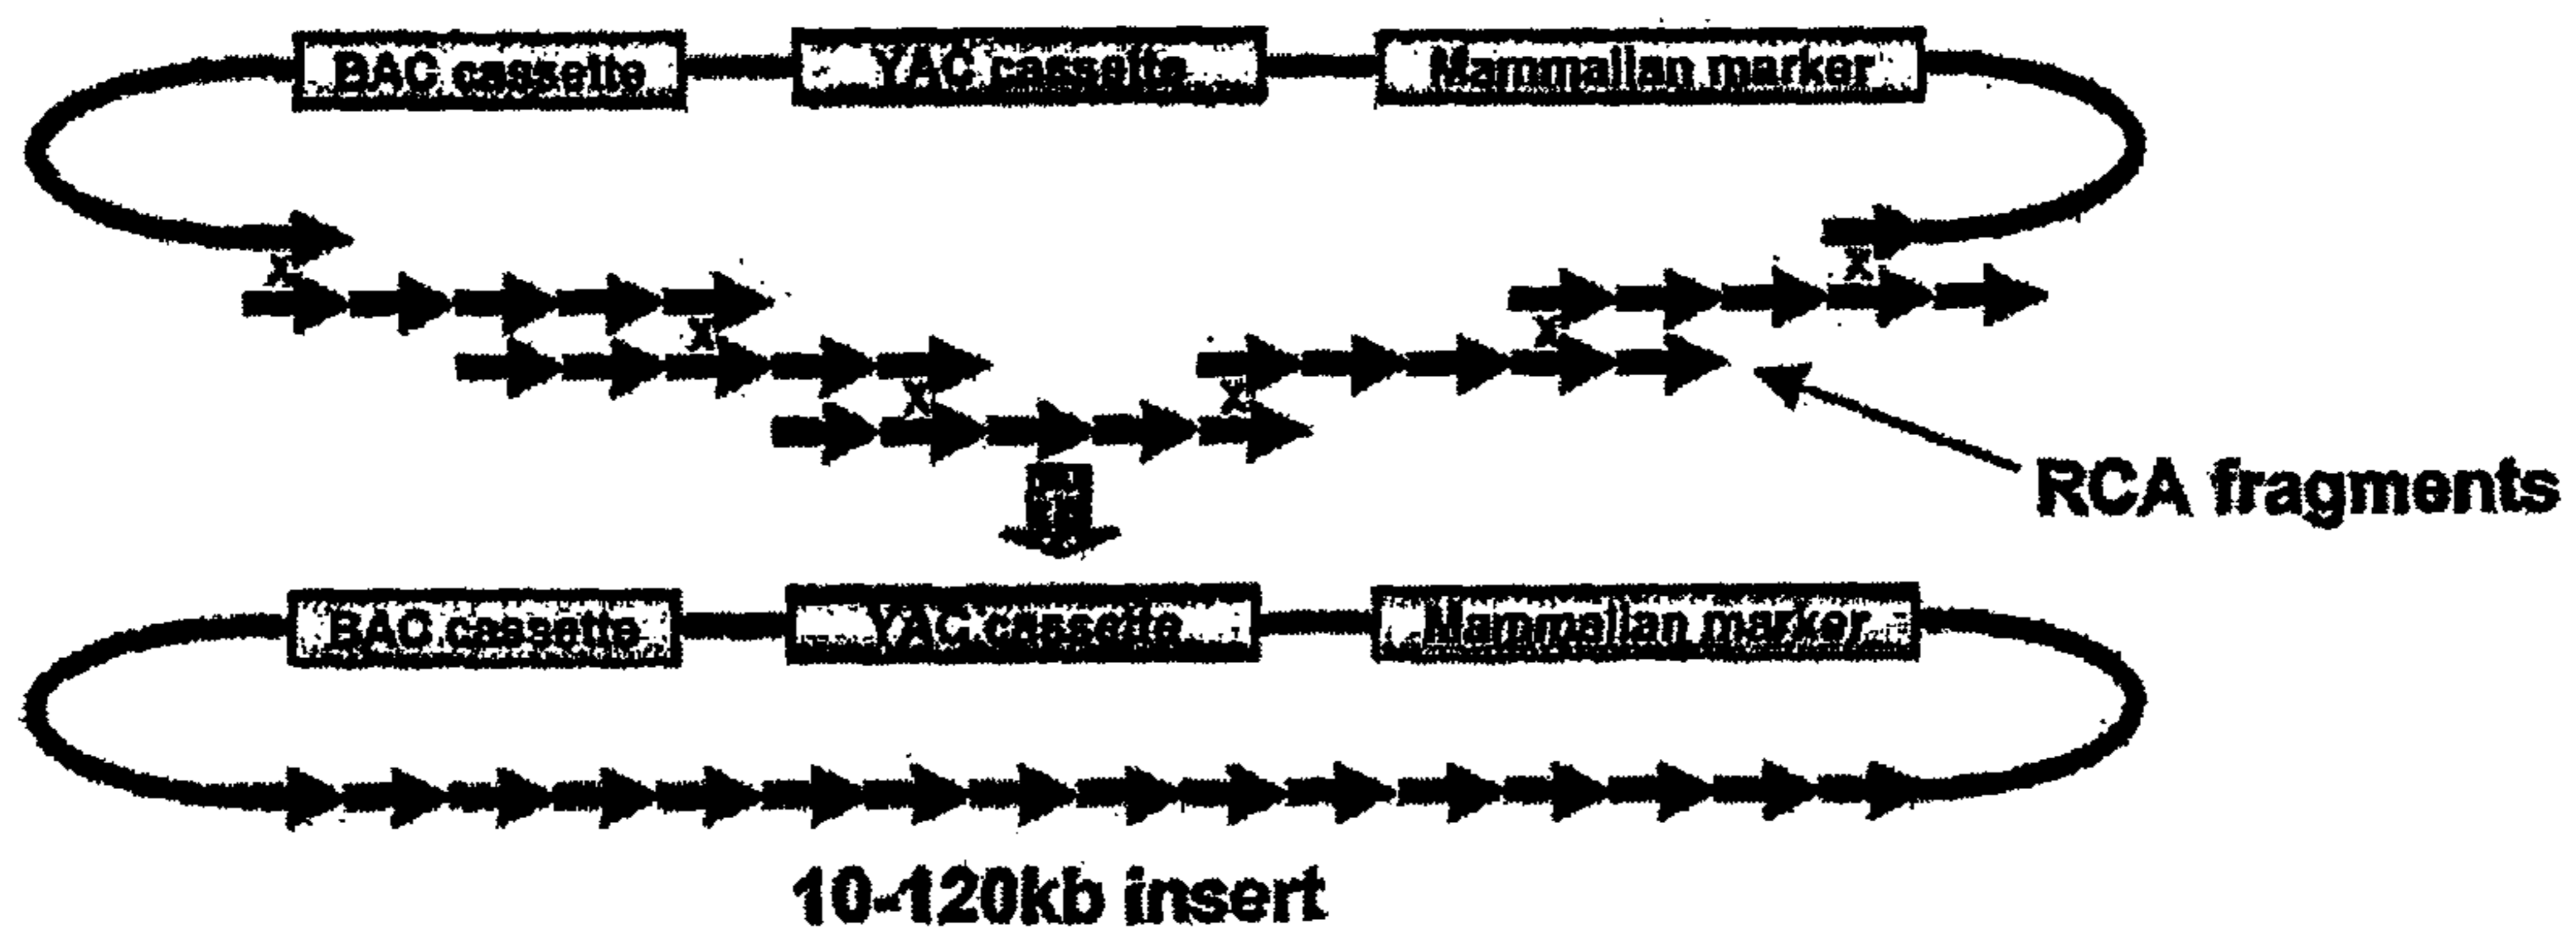 BAC cassette
YAC cassette
Mammalian marker
x
x
x
x
x
x
RCA fragments
BAC cassette
YAC cassette
Mammalian marker
10-120kb insert